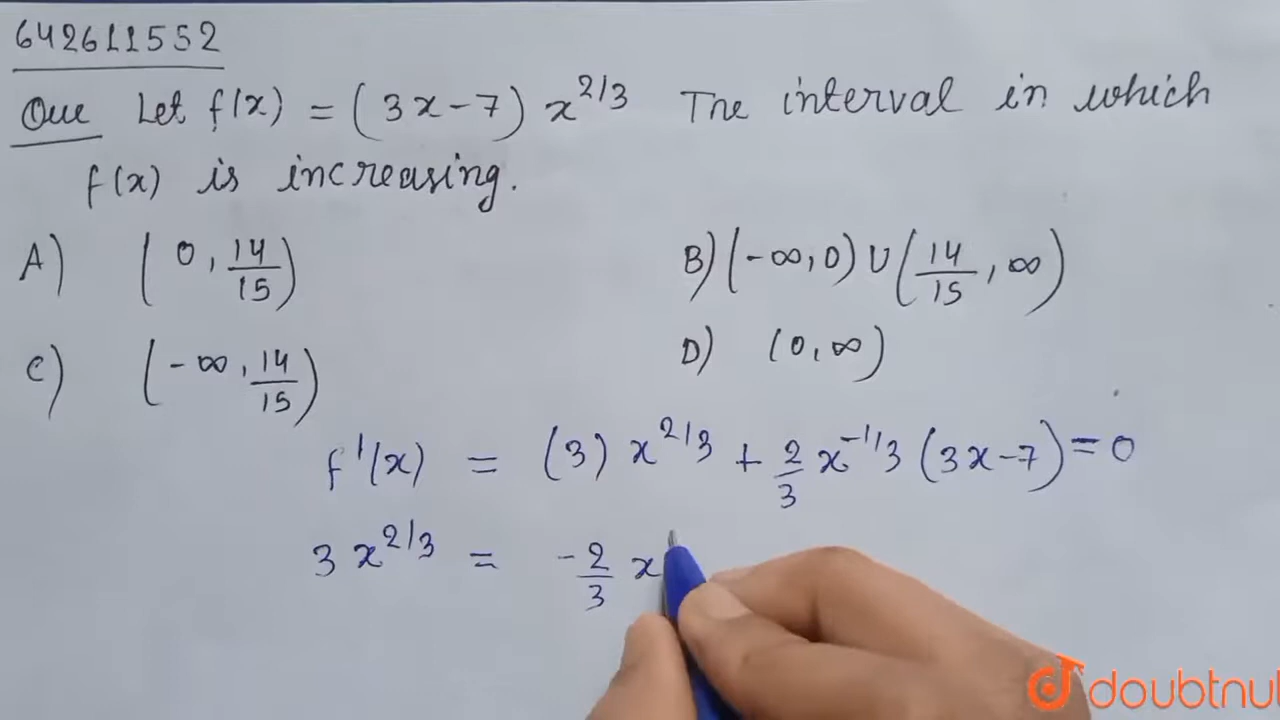 642611552
Que Let f(x) = (3x-7) x^2/3 The interval in which
f(x) is increasing.
A) (0, 14/15) B) (-∞, 0) U (14/15, ∞)
C) (-∞, 14/15) D) (0, ∞)
f'(x) = (3) x^2/3 + 2/3 x^-1/3 (3x-7) = 0
3 x^2/3 = -2/3 x
doubtnut